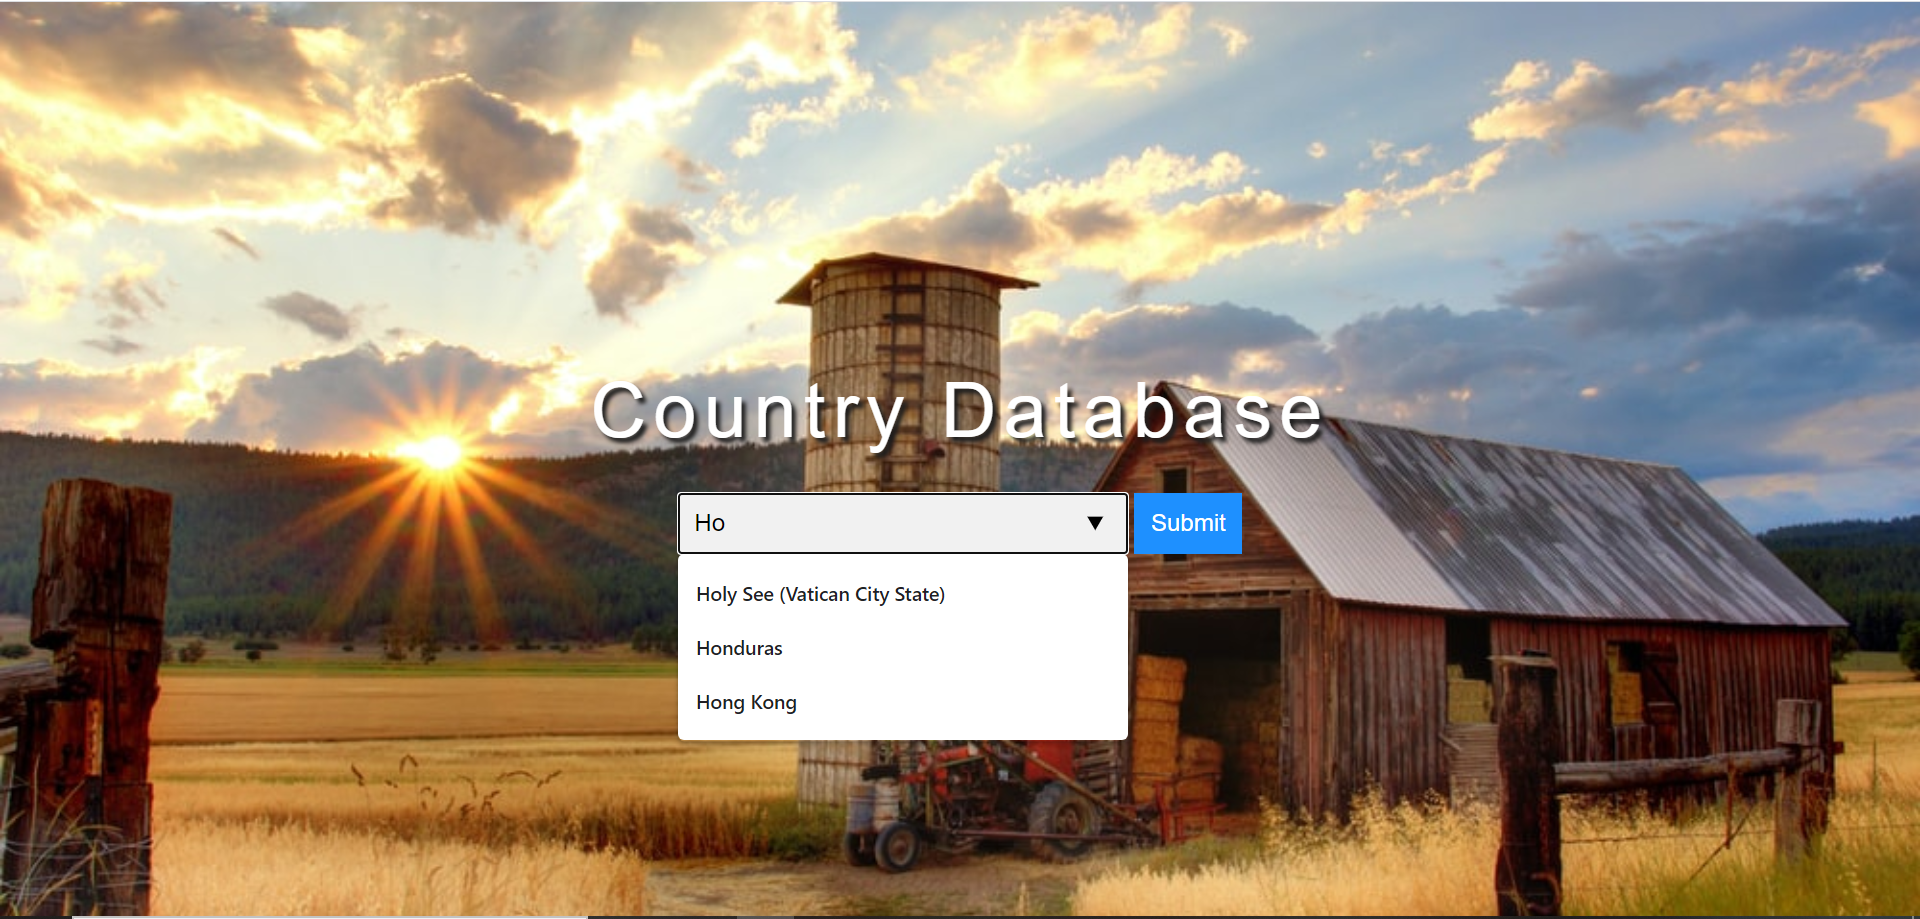 Country Database
Ho
Submit
Holy See (Vatican City State)
Honduras
Hong Kong